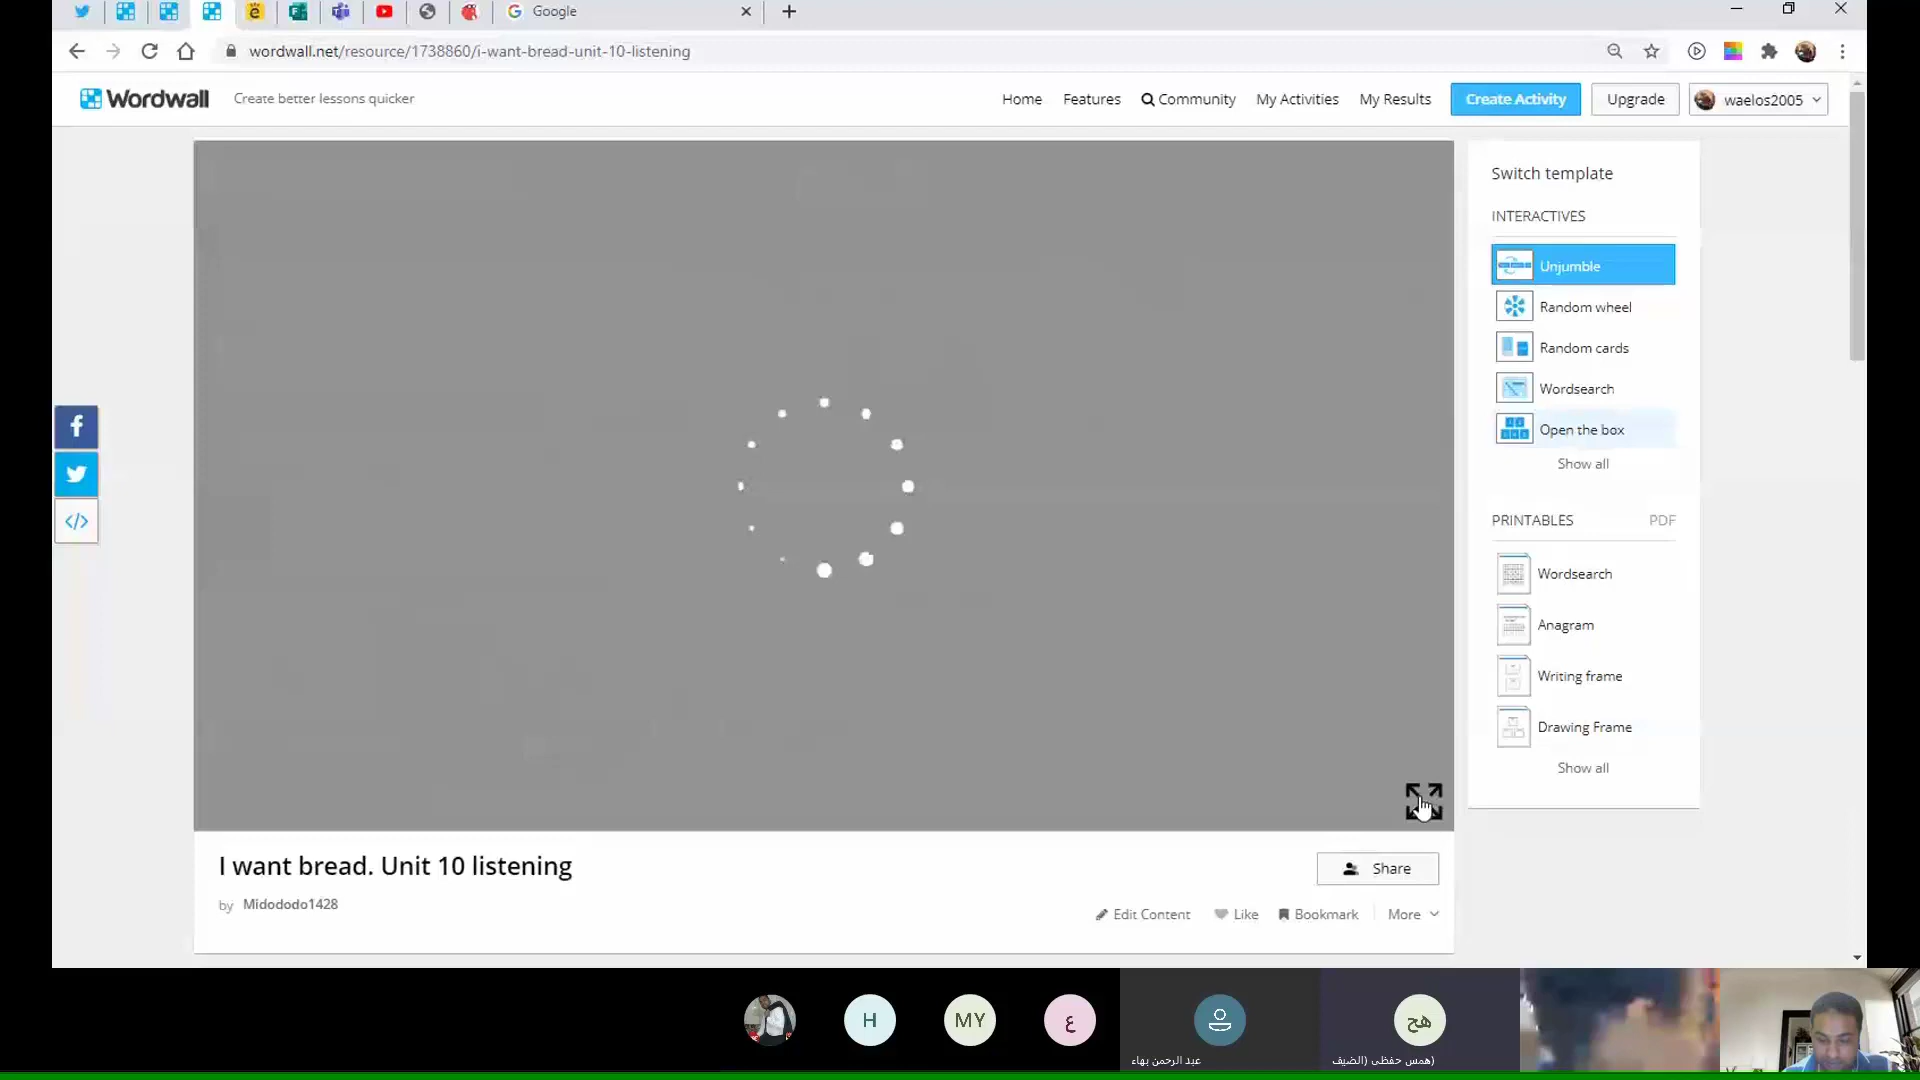 Google
wordwall.net/resource/1738860/i-want-bread-unit-10-listening
Wordwall
Create better lessons quicker
Home
Features
Community
My Activities
My Results
Create Activity
Upgrade
waelos2005
Switch template
INTERACTIVES
Unjumble
Random wheel
Random cards
Wordsearch
Open the box
Show all
PRINTABLES PDF
Wordsearch
Anagram
Writing frame
Drawing Frame
Show all
I want bread. Unit 10 listening
Share
by Midododo1428
Edit Content
Like
Bookmark
More
H
MY
ع
هح
عبد الرحمن بهاء
(همس حفظي (الضيف